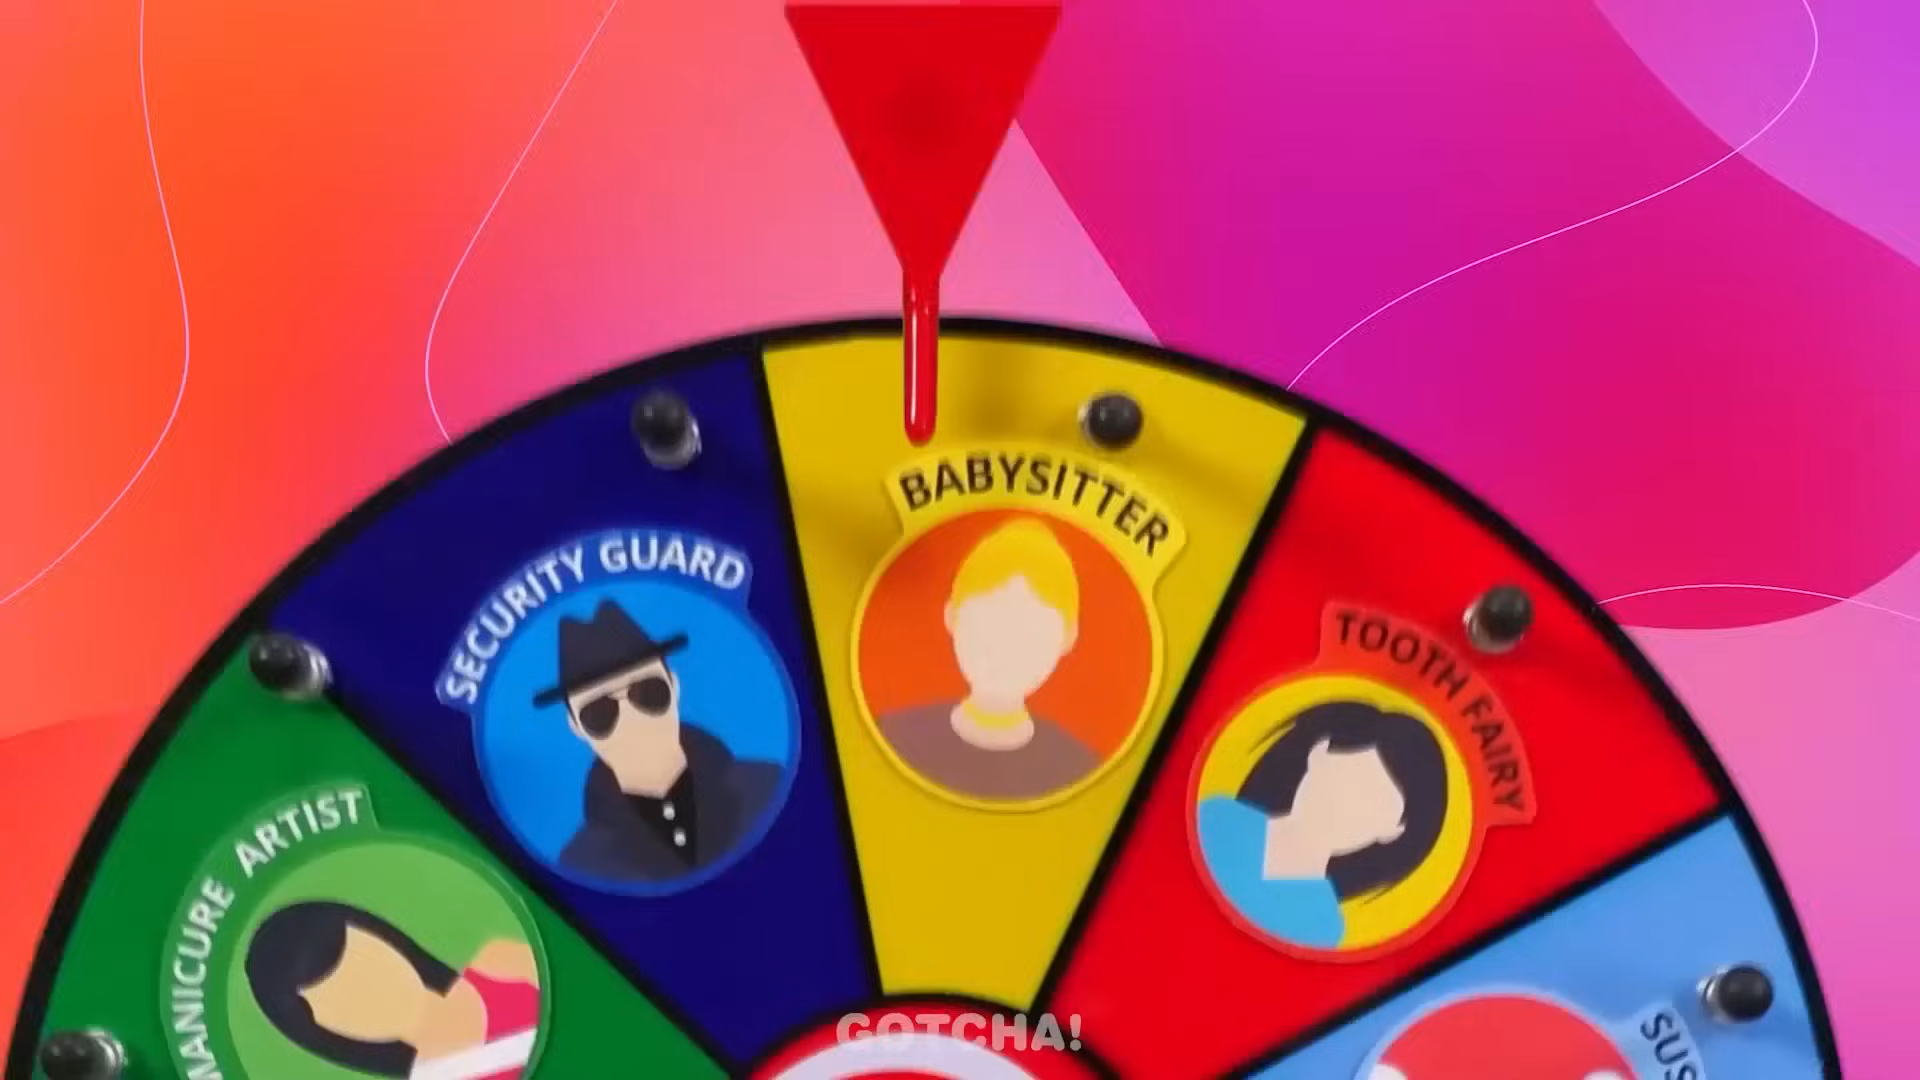 BABYSITTER
SECURITY GUARD
TOOTH FAIRY
MANICURE ARTIST
GOTCHA!